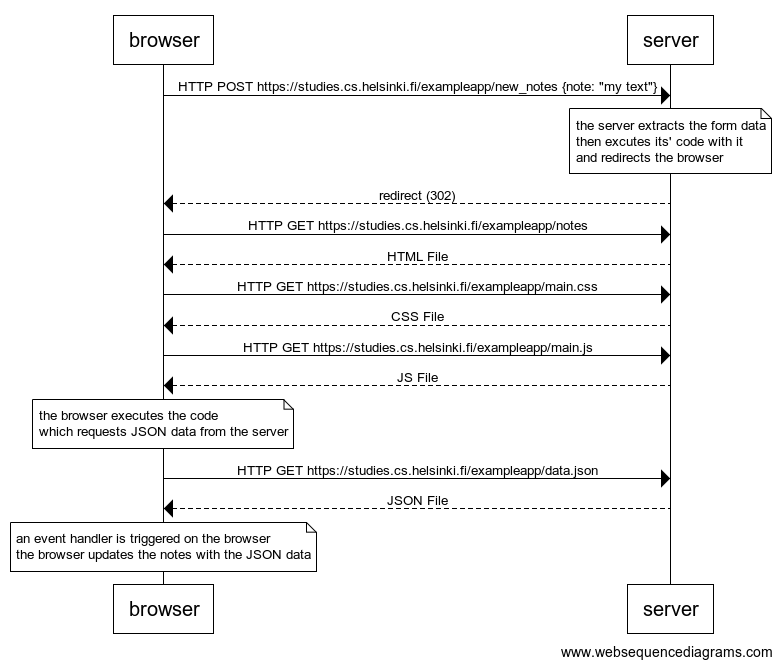 browser
server
HTTP POST https://studies.cs.helsinki.fi/exampleapp/new_notes {note: "my text"}
the server extracts the form data
then excutes its' code with it
and redirects the browser
redirect (302)
HTTP GET https://studies.cs.helsinki.fi/exampleapp/notes
HTML File
HTTP GET https://studies.cs.helsinki.fi/exampleapp/main.css
CSS File
HTTP GET https://studies.cs.helsinki.fi/exampleapp/main.js
JS File
the browser executes the code
which requests JSON data from the server
HTTP GET https://studies.cs.helsinki.fi/exampleapp/data.json
JSON File
an event handler is triggered on the browser
the browser updates the notes with the JSON data
browser
server
www.websequencediagrams.com